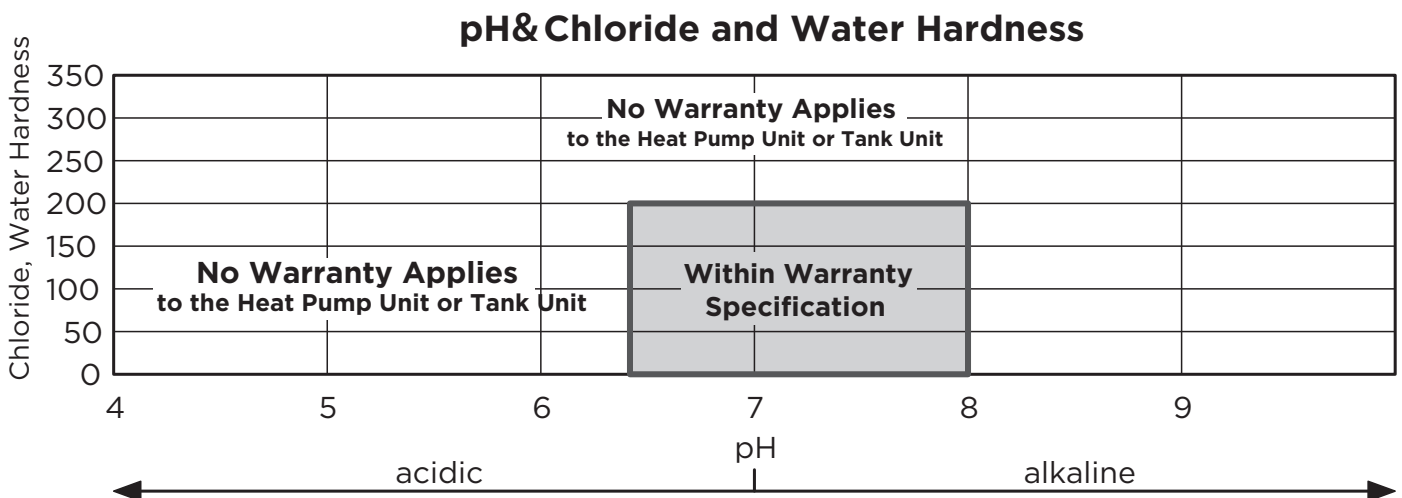 pH& Chloride and Water Hardness
Chloride, Water Hardness
350
300
250
200
150
100
50
0
No Warranty Applies
to the Heat Pump Unit or Tank Unit
No Warranty Applies
to the Heat Pump Unit or Tank Unit
Within Warranty
Specification
4 5 6 7 8 9
pH
acidic alkaline